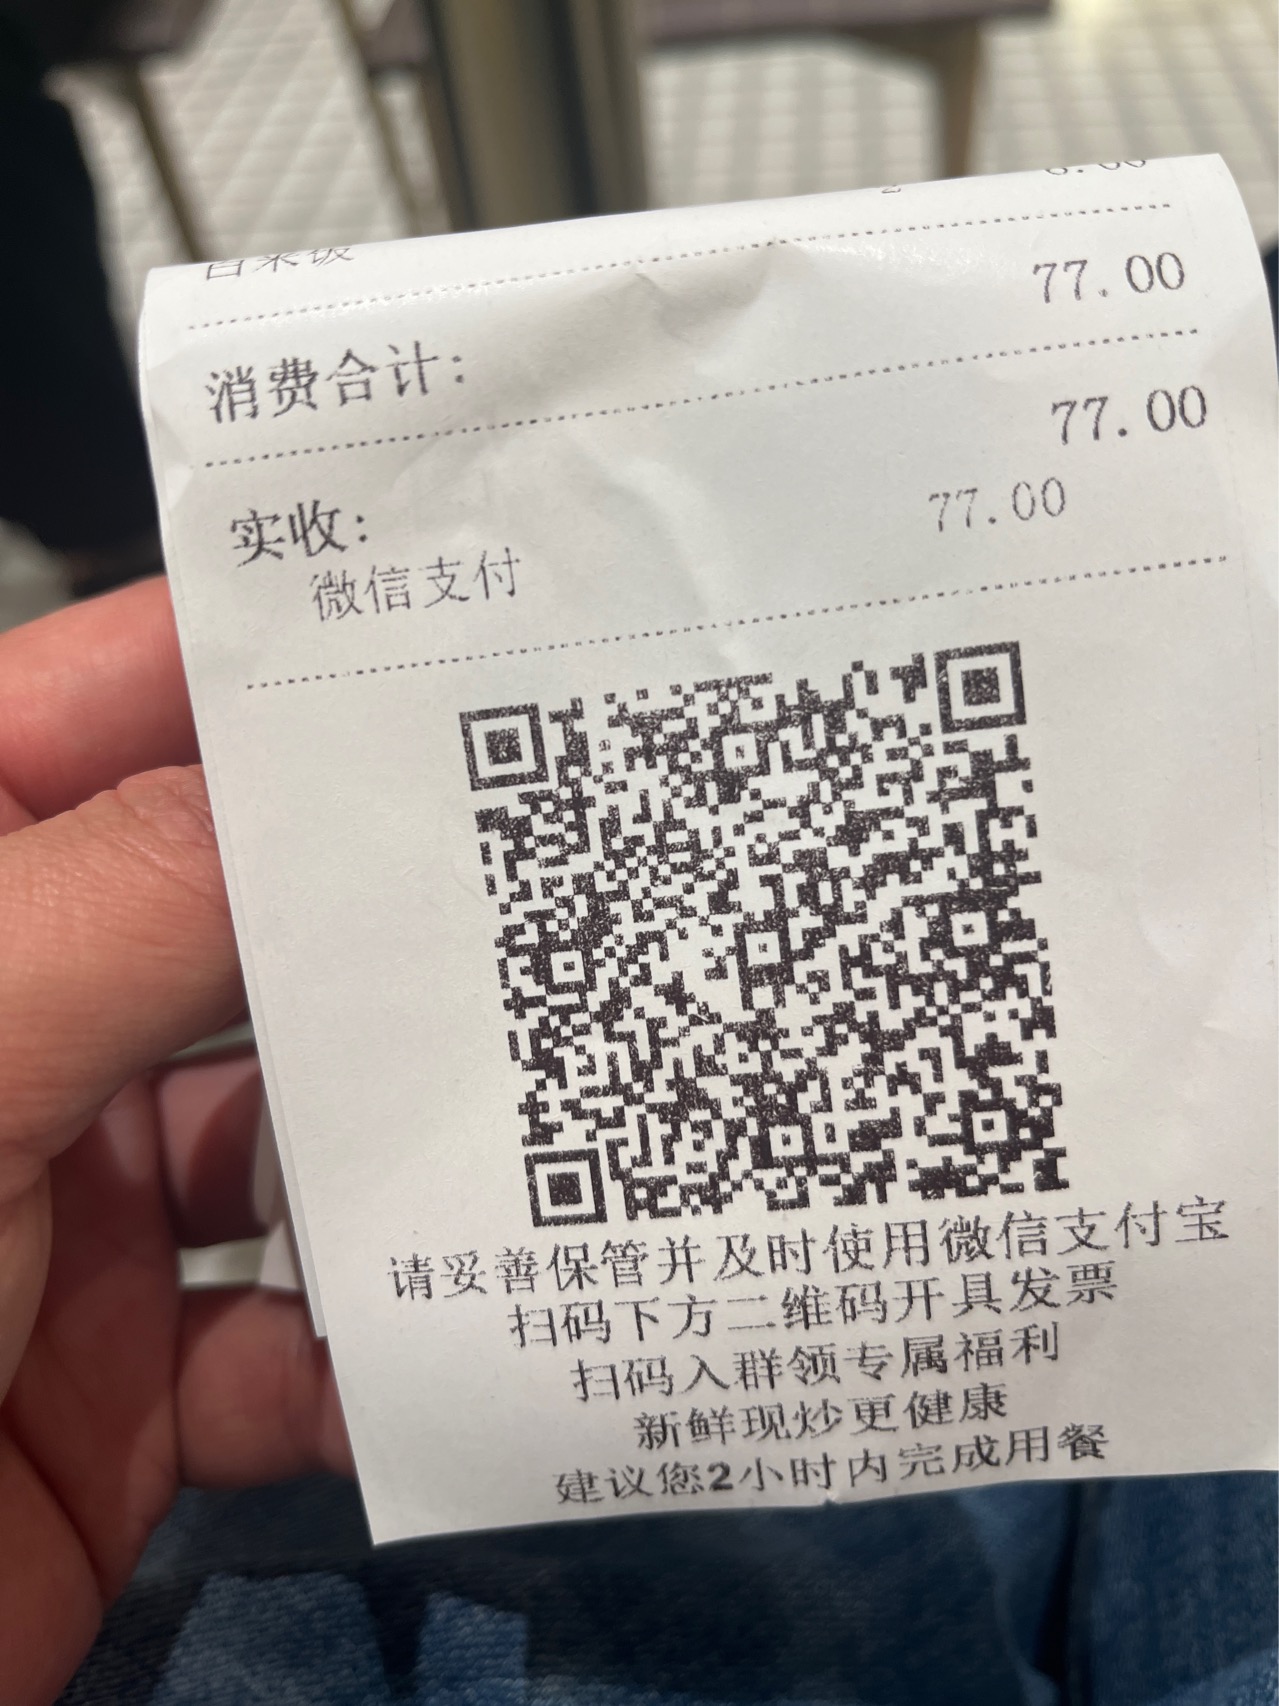 2 6.00
消费合计: 77.00
实收: 77.00
微信支付 77.00
请妥善保管并及时使用微信支付宝
扫码下方二维码开具发票
扫码入群领专属福利
新鲜现炒更健康
建议您2小时内完成用餐